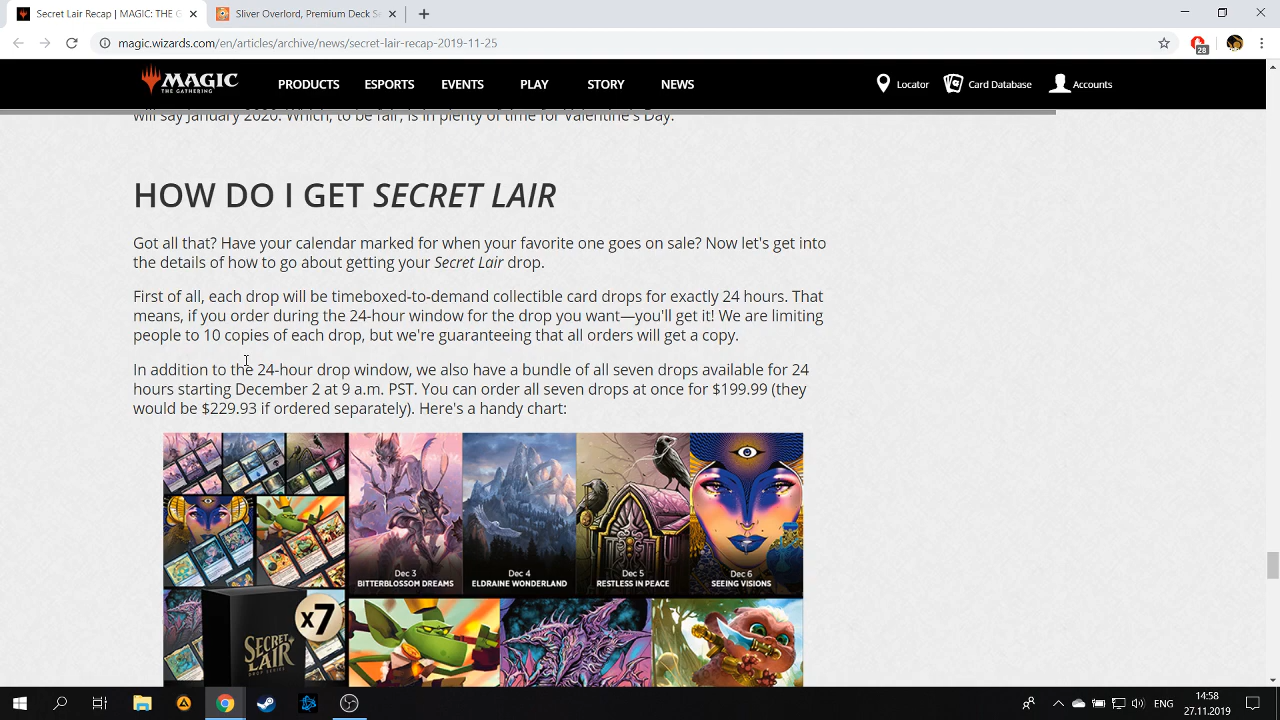 Secret Lair Recap | MAGIC: THE G
Sliver Overlord, Premium Deck Se
magic.wizards.com/en/articles/archive/news/secret-lair-recap-2019-11-25
28
MAGIC
THE GATHERING
PRODUCTS
ESPORTS
EVENTS
PLAY
STORY
NEWS
Locator
Card Database
Accounts
will say January 2020. Which, to be fair, is in plenty of time for Valentine's Day.
HOW DO I GET SECRET LAIR
Got all that? Have your calendar marked for when your favorite one goes on sale? Now let's get into
the details of how to go about getting your Secret Lair drop.
First of all, each drop will be timeboxed-to-demand collectible card drops for exactly 24 hours. That
means, if you order during the 24-hour window for the drop you want—you'll get it! We are limiting
people to 10 copies of each drop, but we're guaranteeing that all orders will get a copy.
In addition to the 24-hour drop window, we also have a bundle of all seven drops available for 24
hours starting December 2 at 9 a.m. PST. You can order all seven drops at once for $199.99 (they
would be $229.93 if ordered separately). Here's a handy chart:
Dec 3
BITTERBLOSSOM DREAMS
Dec 4
ELDRAINE WONDERLAND
Dec 5
RESTLESS IN PEACE
Dec 6
SEEING VISIONS
x7
SECRET
LAIR
DROP SERIES
ENG
14:58
27.11.2019